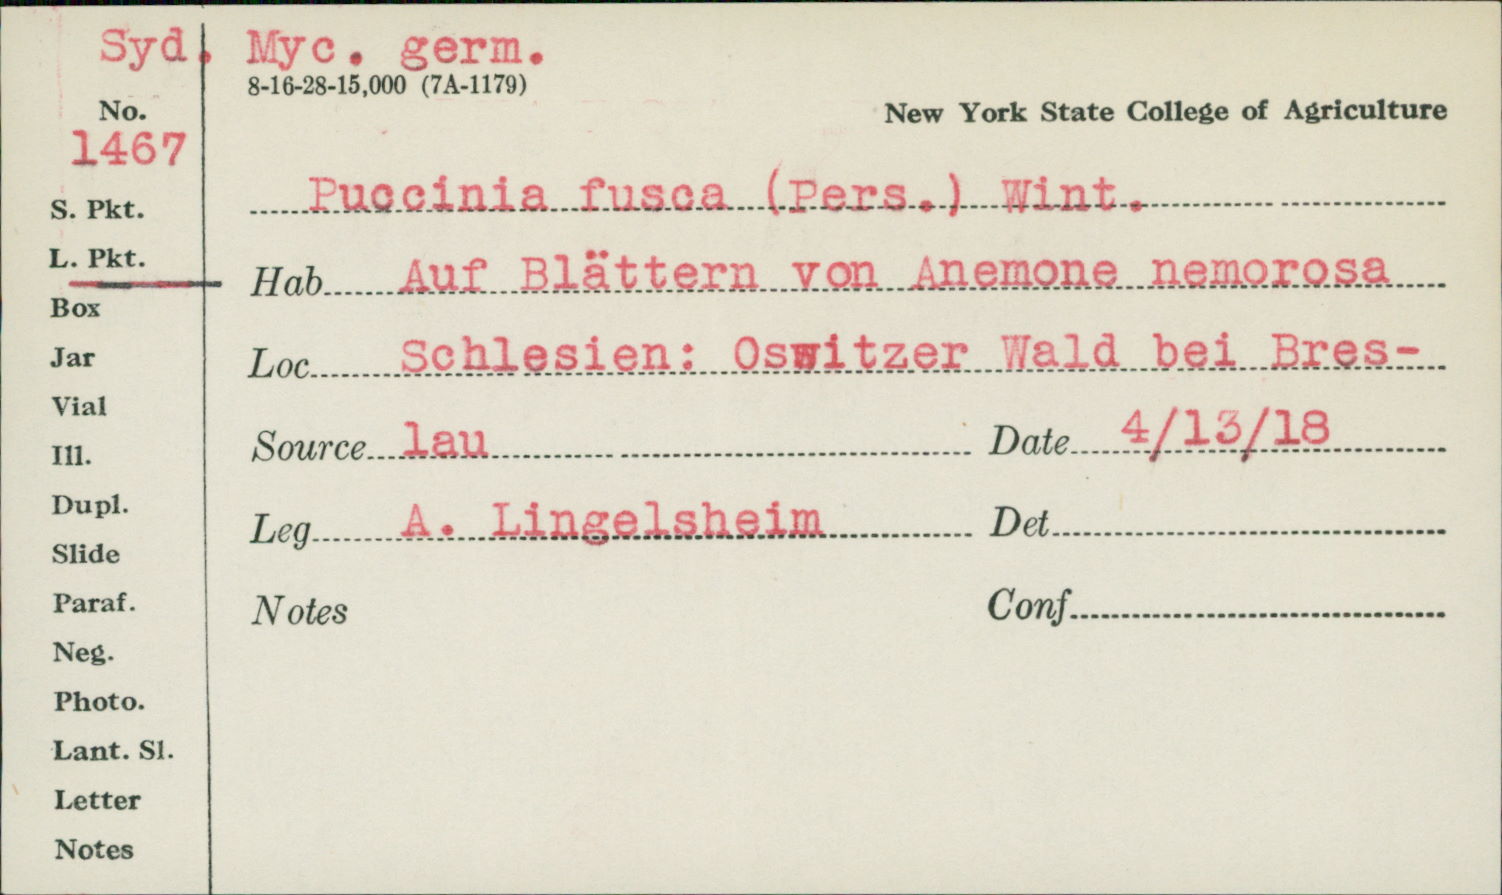 Syd. Myc. germ.
8-16-28-15,000 (7A-1179)
No.
1467
New York State College of Agriculture
S. Pkt.
Puccinia fusca (Pers.) Wint.
L. Pkt.
Hab Auf Blättern von Anemone nemorosa
Box
Jar
Loc Schlesien: Oswitzer Wald bei Bres-
Vial
Ill.
Source lau Date 4/13/18
Dupl.
Leg A. Lingelsheim Det
Slide
Paraf.
Notes Conf
Neg.
Photo.
Lant. Sl.
Letter
Notes